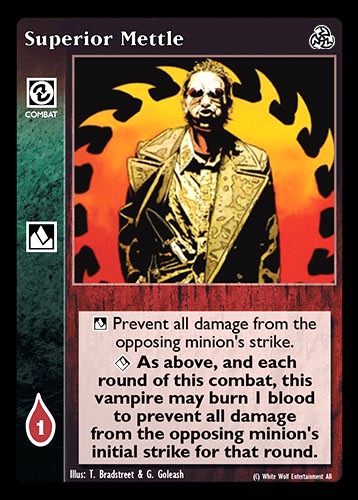 Superior Mettle
COMBAT
Prevent all damage from the
opposing minion's strike.
As above, and each
round of this combat, this
vampire may burn 1 blood
to prevent all damage
from the opposing minion's
initial strike for that round.
1
Illus: T. Bradstreet & G. Goleash
(C) White Wolf Entertainment AB